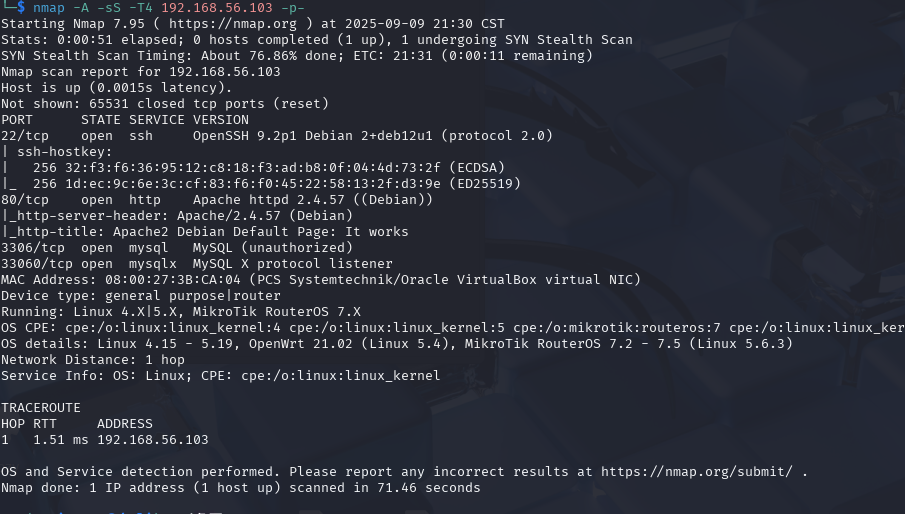 └─$ nmap -A -sS -T4 192.168.56.103 -p-
Starting Nmap 7.95 ( https://nmap.org ) at 2025-09-09 21:30 CST
Stats: 0:00:51 elapsed; 0 hosts completed (1 up), 1 undergoing SYN Stealth Scan
SYN Stealth Scan Timing: About 76.86% done; ETC: 21:31 (0:00:11 remaining)
Nmap scan report for 192.168.56.103
Host is up (0.0015s latency).
Not shown: 65531 closed tcp ports (reset)
PORT      STATE SERVICE VERSION
22/tcp    open  ssh     OpenSSH 9.2p1 Debian 2+deb12u1 (protocol 2.0)
| ssh-hostkey:
|   256 32:f3:f6:36:95:12:c8:18:f3:ad:b8:0f:04:4d:73:2f (ECDSA)
|_  256 1d:ec:9c:6e:3c:cf:83:f6:f0:45:22:58:13:2f:d3:9e (ED25519)
80/tcp    open  http    Apache httpd 2.4.57 ((Debian))
|_http-server-header: Apache/2.4.57 (Debian)
|_http-title: Apache2 Debian Default Page: It works
3306/tcp  open  mysql   MySQL (unauthorized)
33060/tcp open  mysqlx  MySQL X protocol listener
MAC Address: 08:00:27:3B:CA:04 (PCS Systemtechnik/Oracle VirtualBox virtual NIC)
Device type: general purpose|router
Running: Linux 4.X|5.X, MikroTik RouterOS 7.X
OS CPE: cpe:/o:linux:linux_kernel:4 cpe:/o:linux:linux_kernel:5 cpe:/o:mikrotik:routeros:7 cpe:/o:linux:linux_ker
OS details: Linux 4.15 - 5.19, OpenWrt 21.02 (Linux 5.4), MikroTik RouterOS 7.2 - 7.5 (Linux 5.6.3)
Network Distance: 1 hop
Service Info: OS: Linux; CPE: cpe:/o:linux:linux_kernel
TRACEROUTE
HOP RTT     ADDRESS
1   1.51 ms 192.168.56.103
OS and Service detection performed. Please report any incorrect results at https://nmap.org/submit/ .
Nmap done: 1 IP address (1 host up) scanned in 71.46 seconds